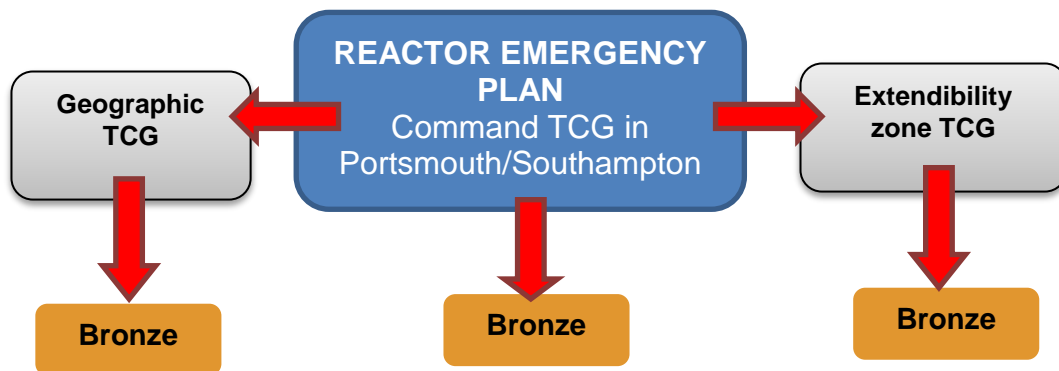 REACTOR EMERGENCY
PLAN
Command TCG in
Portsmouth/Southampton
Geographic
TCG
Extendibility
zone TCG
Bronze
Bronze
Bronze